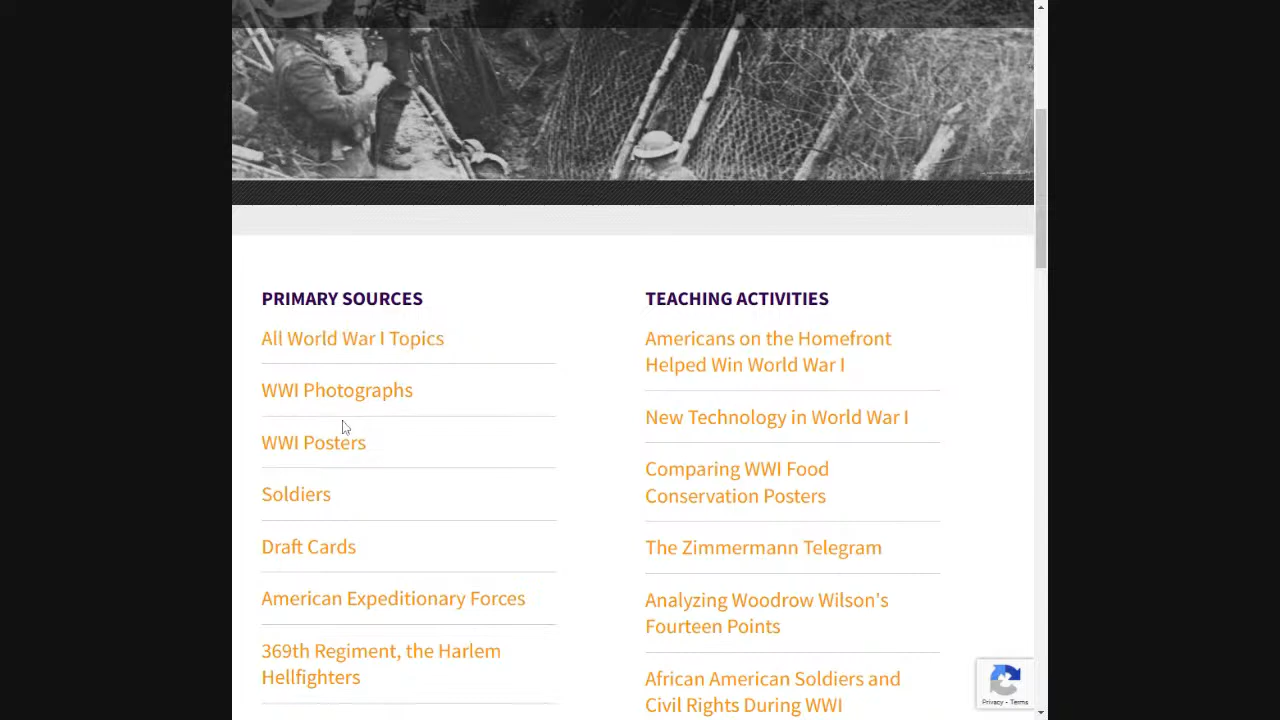 PRIMARY SOURCES
All World War I Topics
WWI Photographs
WWI Posters
Soldiers
Draft Cards
American Expeditionary Forces
369th Regiment, the Harlem
Hellfighters
TEACHING ACTIVITIES
Americans on the Homefront
Helped Win World War I
New Technology in World War I
Comparing WWI Food
Conservation Posters
The Zimmermann Telegram
Analyzing Woodrow Wilson's
Fourteen Points
African American Soldiers and
Civil Rights During WWI
Privacy - Terms